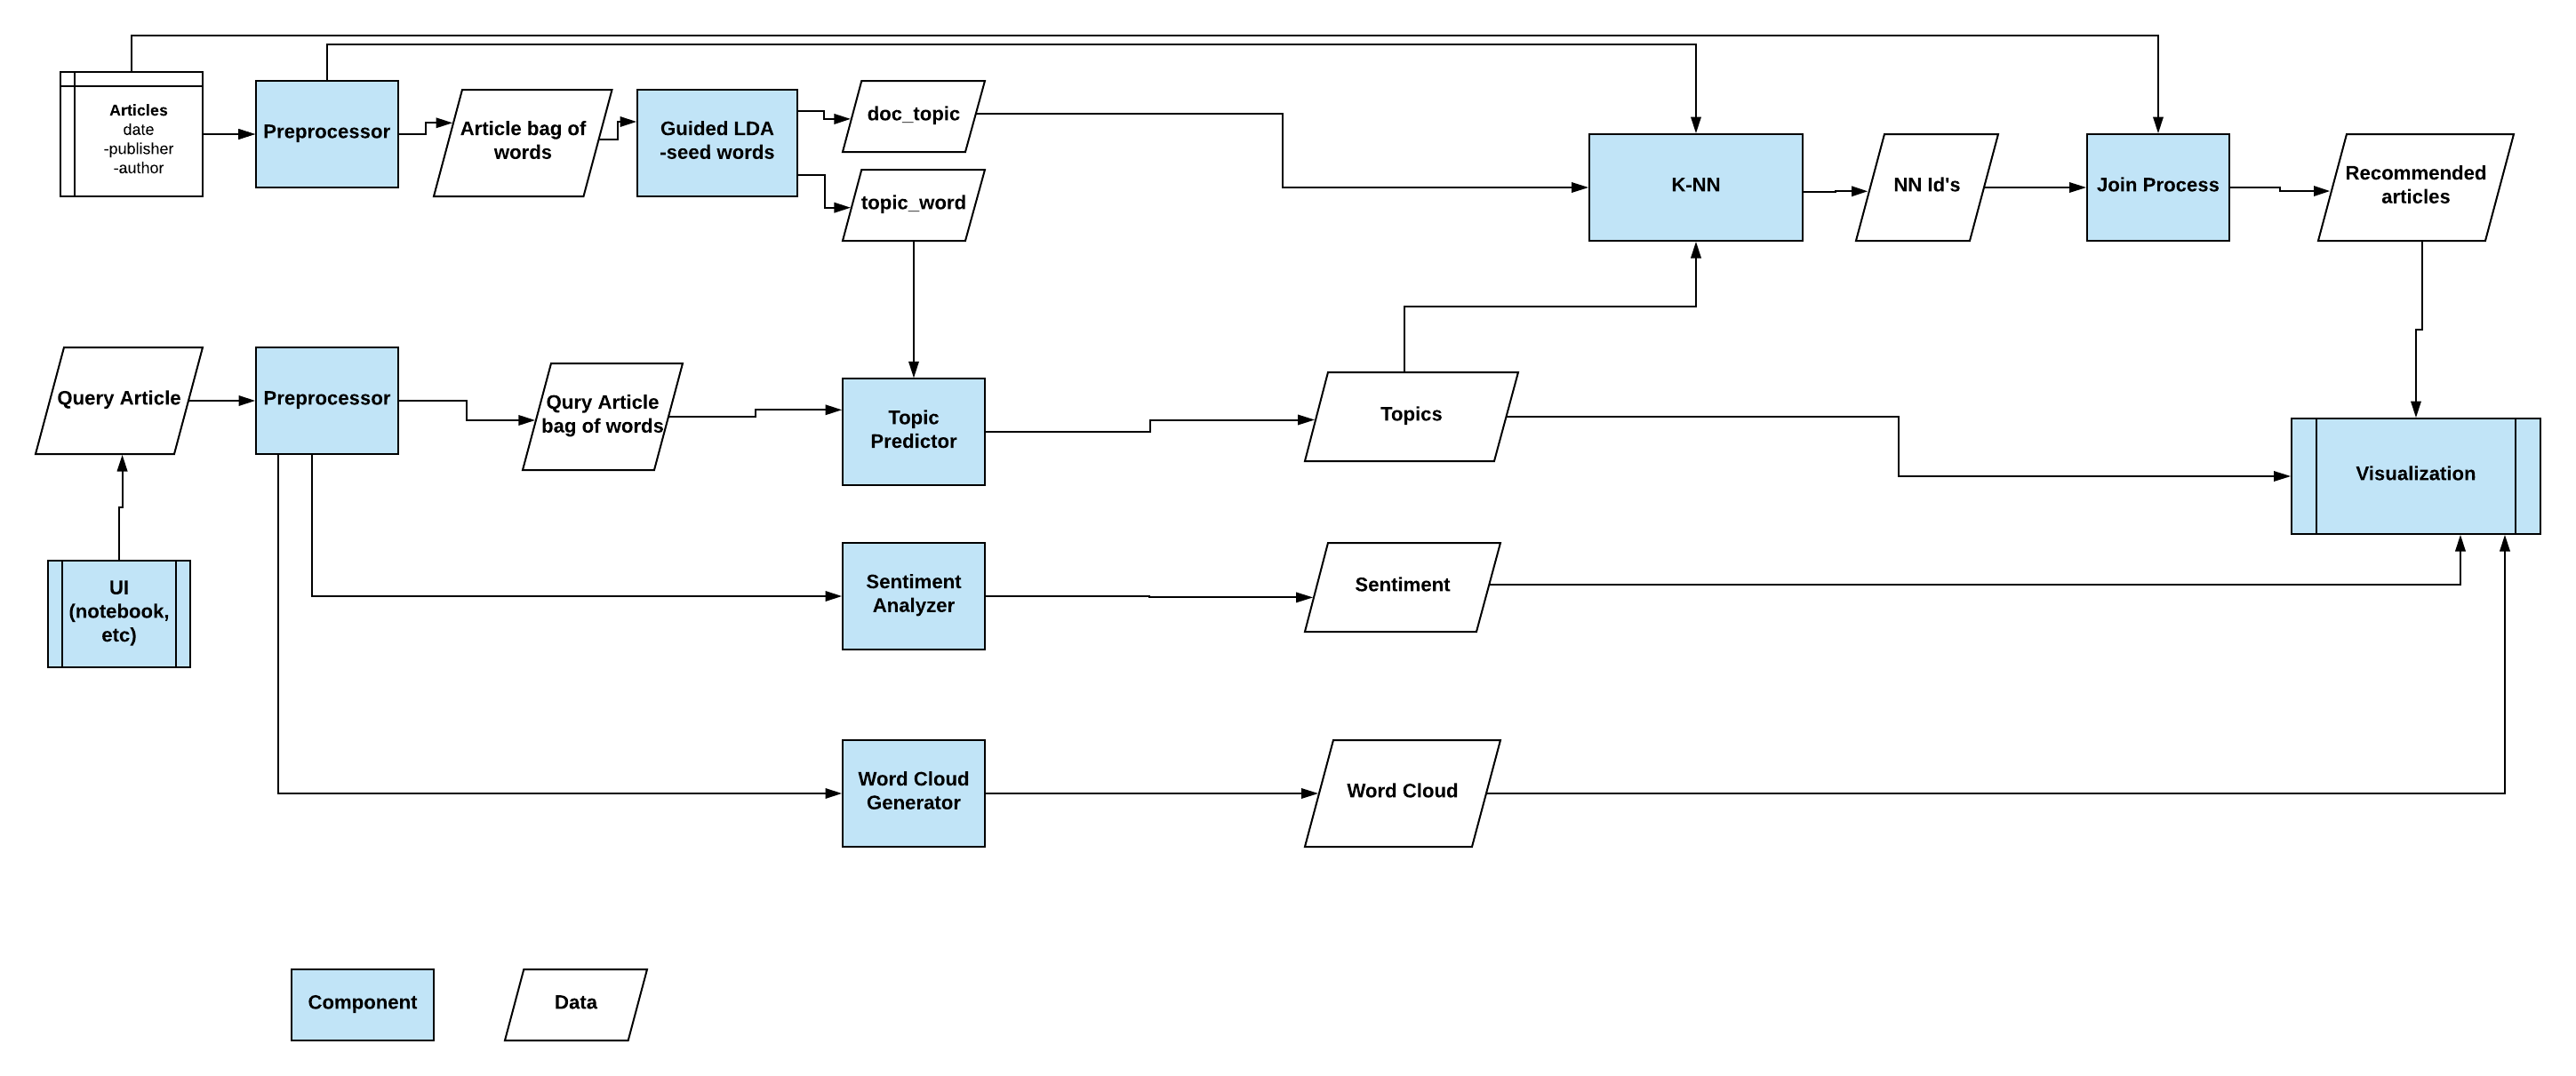 Articles
date
-publisher
-author
Preprocessor
Article bag of
words
Guided LDA
-seed words
doc_topic
topic_word
K-NN
NN Id's
Join Process
Recommended
articles
Query Article
Preprocessor
Qury Article
bag of words
Topic
Predictor
Topics
Visualization
UI
(notebook,
etc)
Sentiment
Analyzer
Sentiment
Word Cloud
Generator
Word Cloud
Component
Data